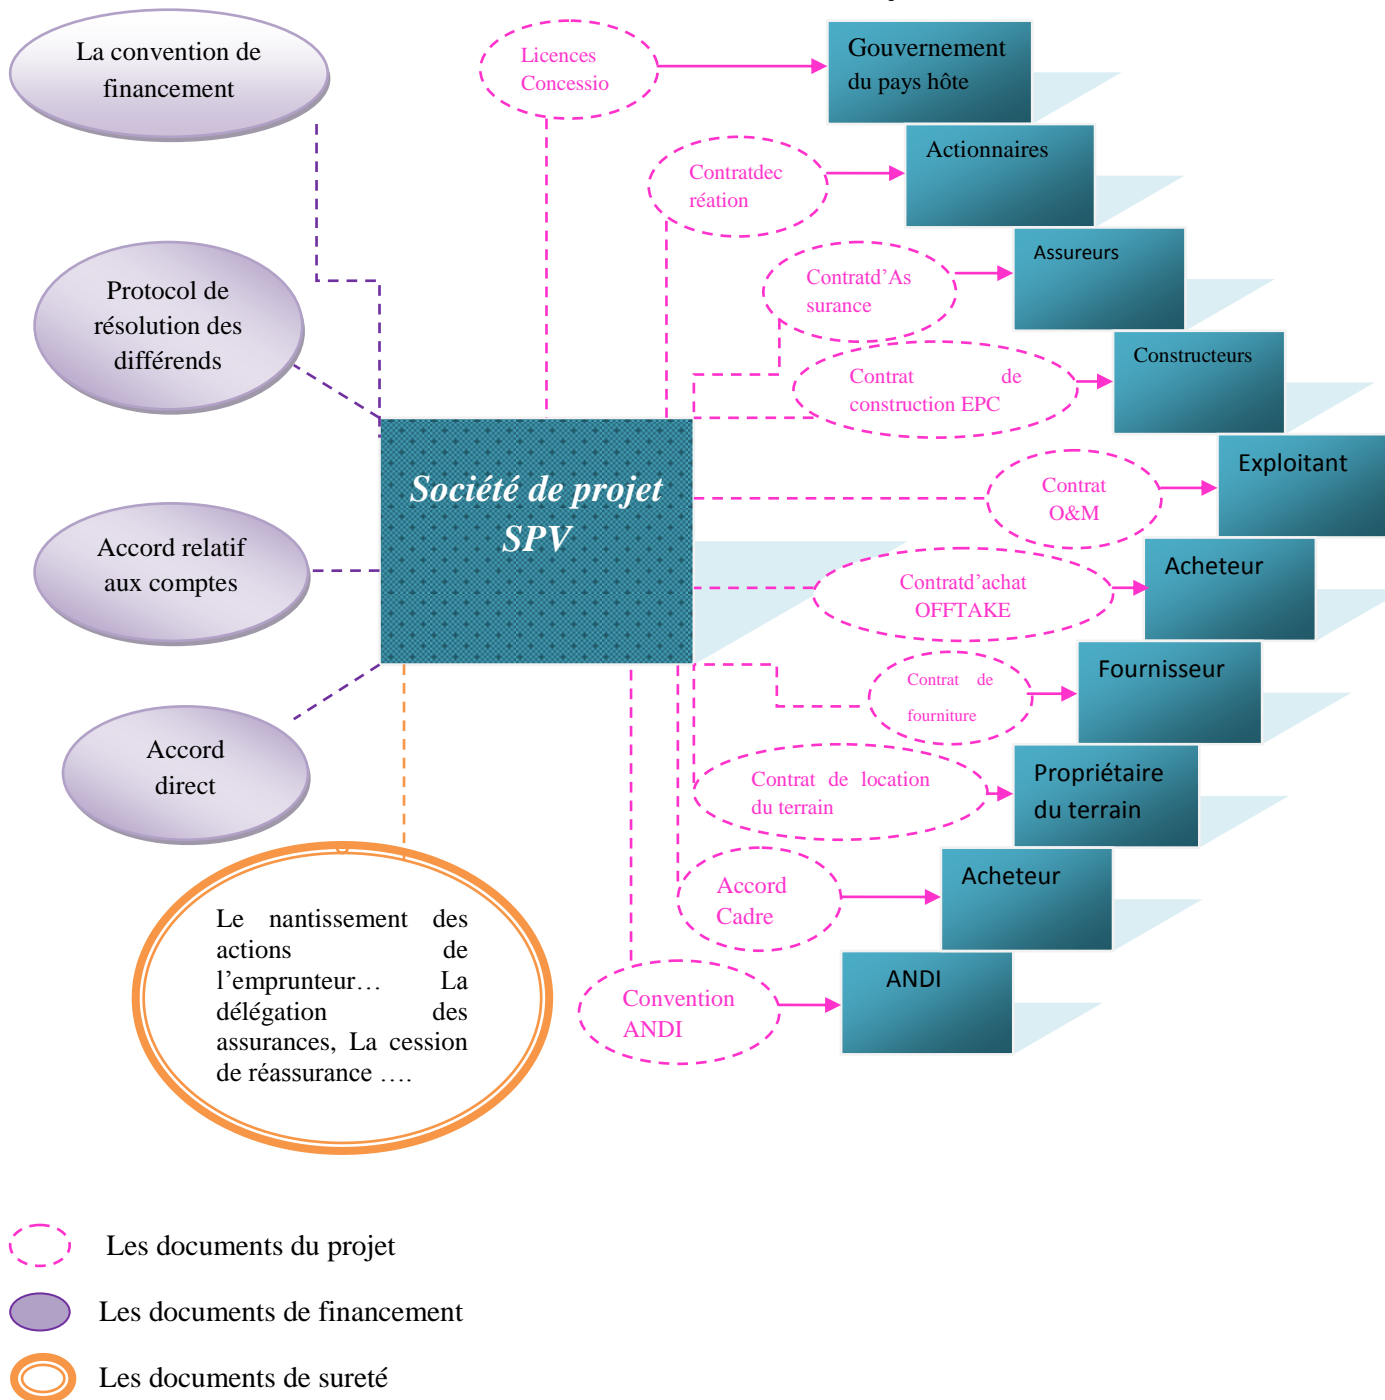 La convention de
financement
Licences
Concessio
Gouvernement
du pays hôte
Contratdec
réation
Actionnaires
Protocol de
résolution des
différends
Contratd'As
surance
Assureurs
Contrat de
construction EPC
Constructeurs
Société de projet
SPV
Contrat
O&M
Exploitant
Accord relatif
aux comptes
Contratd'achat
OFFTAKE
Acheteur
Contrat de
fourniture
Fournisseur
Accord
direct
Contrat de location
du terrain
Propriétaire
du terrain
Accord
Cadre
Acheteur
Le nantissement des
actions de
l'emprunteur… La
délégation des
assurances, La cession
de réassurance ….
Convention
ANDI
ANDI
Les documents du projet
Les documents de financement
Les documents de sureté